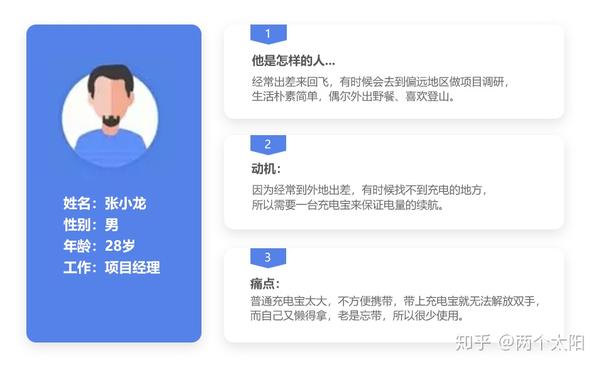 姓名：张小龙
性别：男
年龄：28岁
工作：项目经理
1
他是怎样的人...
经常出差来回飞，有时候会去到偏远地区做项目调研，
生活朴素简单，偶尔外出野餐、喜欢登山。
2
动机：
因为经常到外地出差，有时候找不到充电的地方，
所以需要一台充电宝来保证电量的续航。
3
痛点：
普通充电宝太大，不方便携带，带上充电宝就无法解放双手，
而自己又懒得拿，老是忘带，所以很少使用。
知乎 @两个太阳